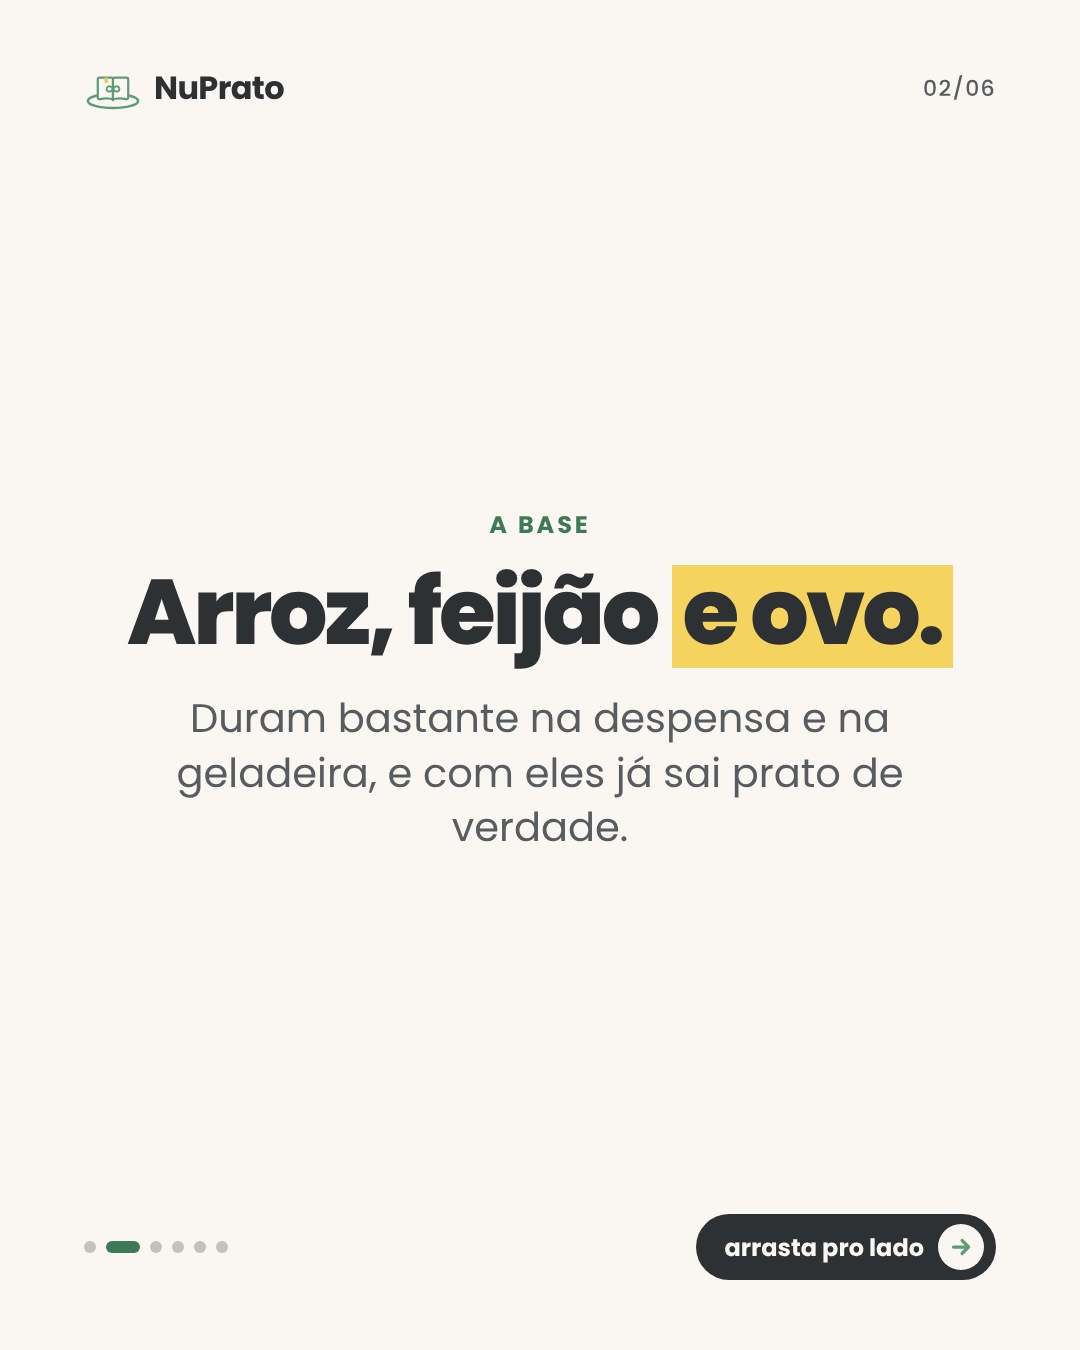 NuPrato
02/06
A BASE
Arroz, feijão e ovo.
Duram bastante na despensa e na
geladeira, e com eles já sai prato de
verdade.
arrasta pro lado